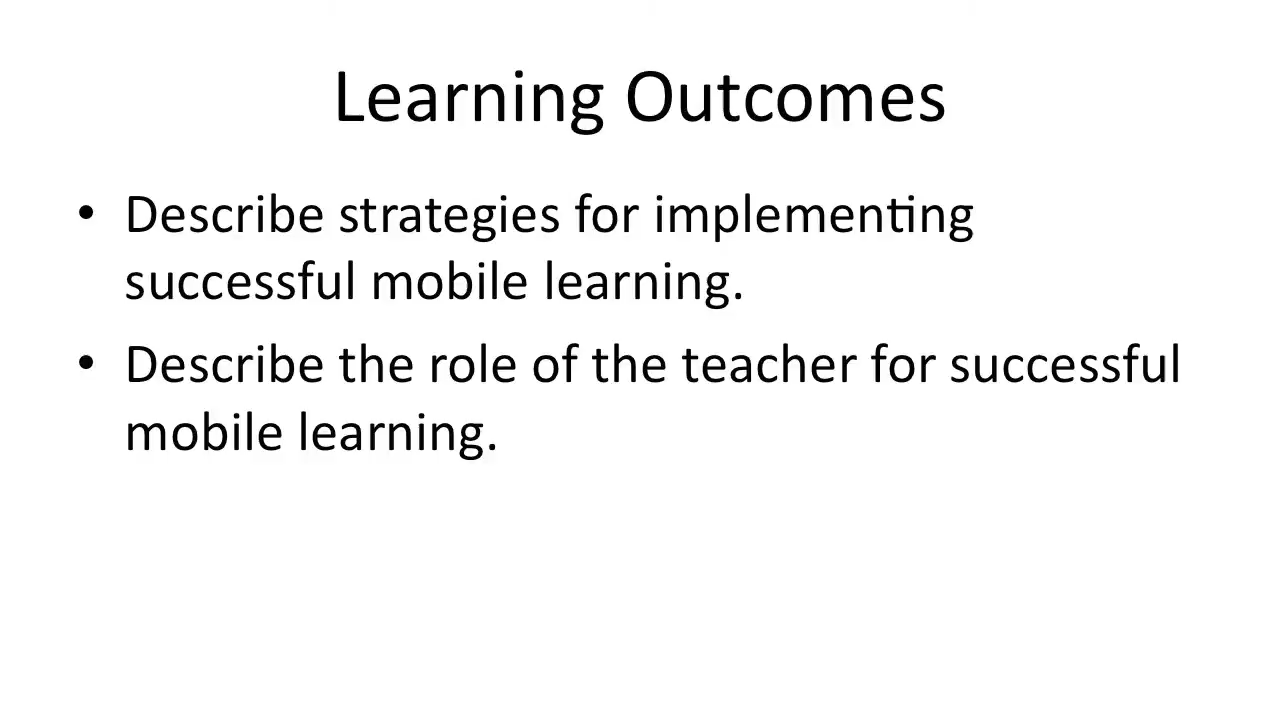 Learning Outcomes
• Describe strategies for implementing
successful mobile learning.
• Describe the role of the teacher for successful
mobile learning.